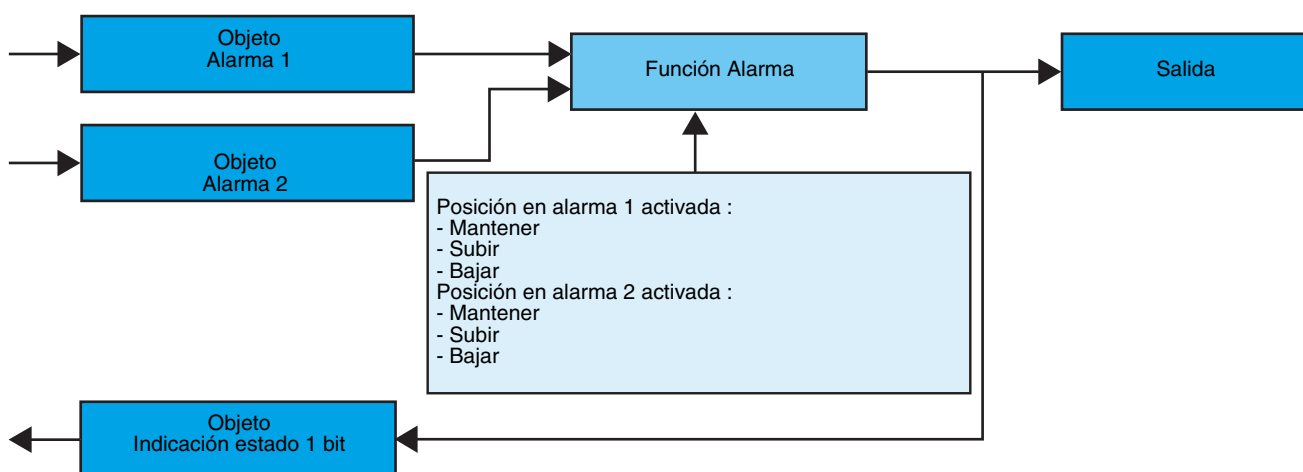 Objeto
Alarma 1
Función Alarma
Salida
Objeto
Alarma 2
Posición en alarma 1 activada :
- Mantener
- Subir
- Bajar
Posición en alarma 2 activada :
- Mantener
- Subir
- Bajar
Objeto
Indicación estado 1 bit